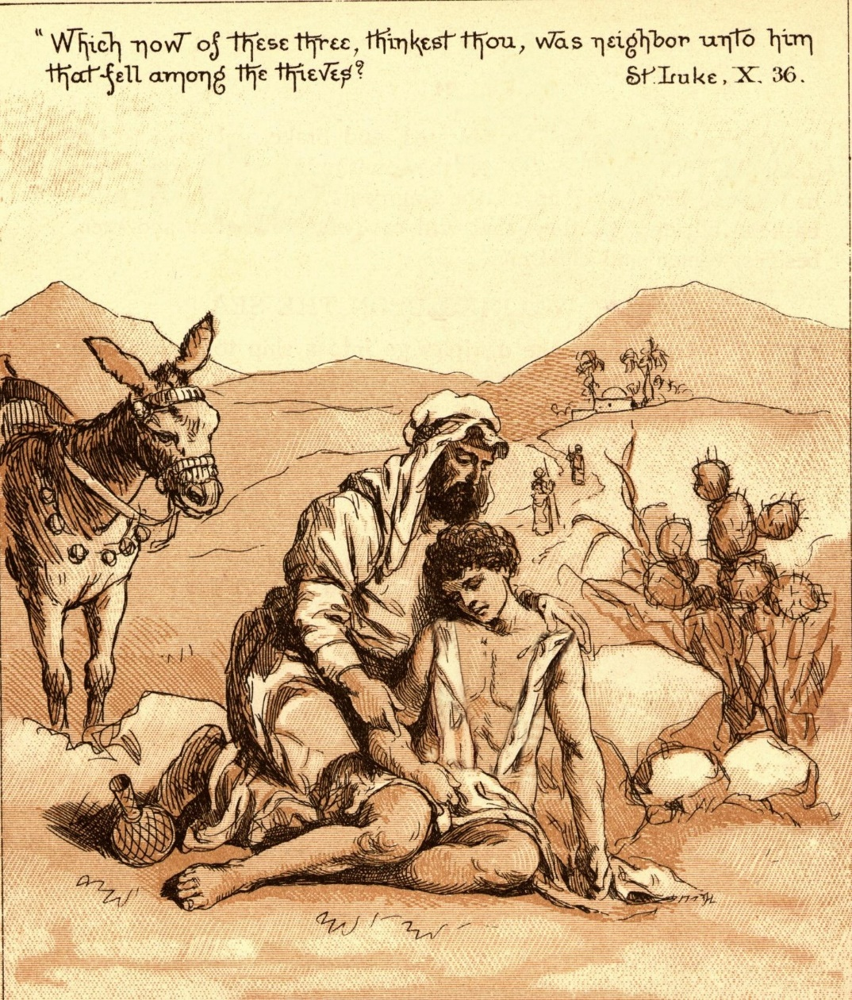 "Which now of these three, thinkest thou, was neighbor unto him
that fell among the thieves? St. Luke, X. 36.